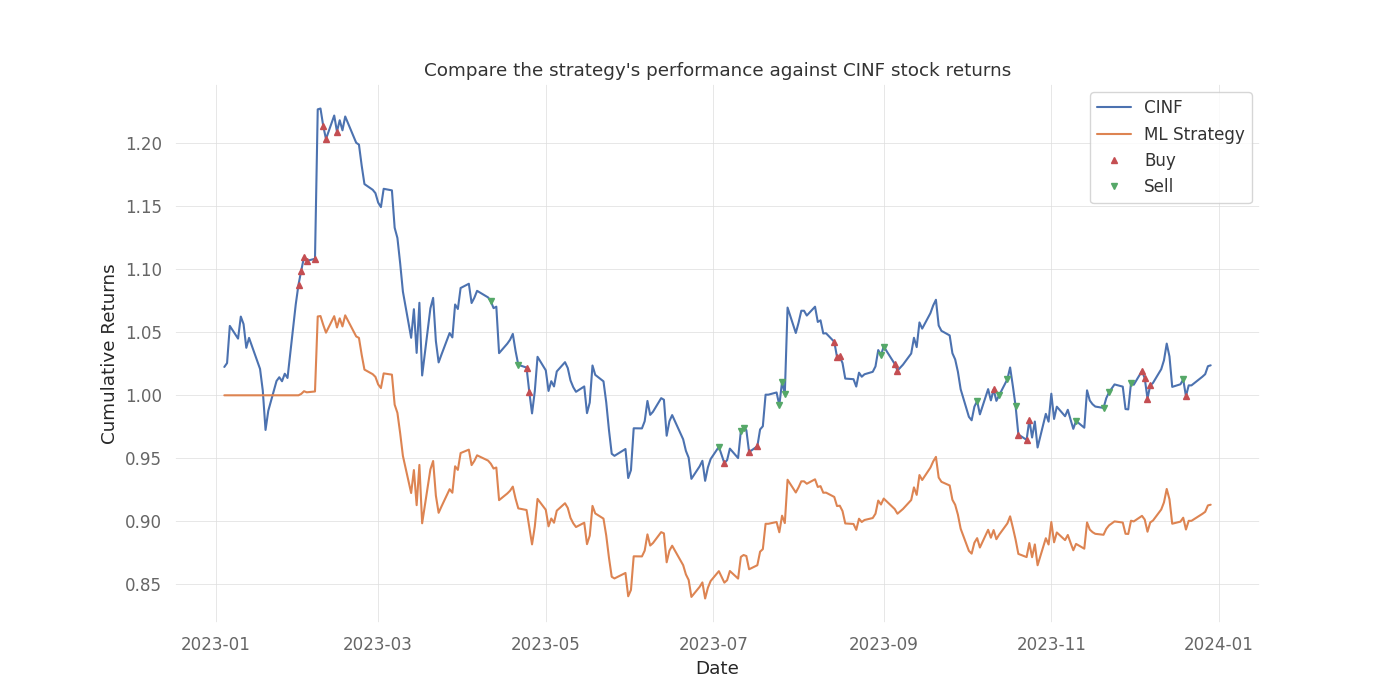 Compare the strategy's performance against CINF stock returns
CINF
ML Strategy
Buy
Sell
Cumulative Returns
1.20
1.15
1.10
1.05
1.00
0.95
0.90
0.85
2023-01
2023-03
2023-05
2023-07
2023-09
2023-11
2024-01
Date